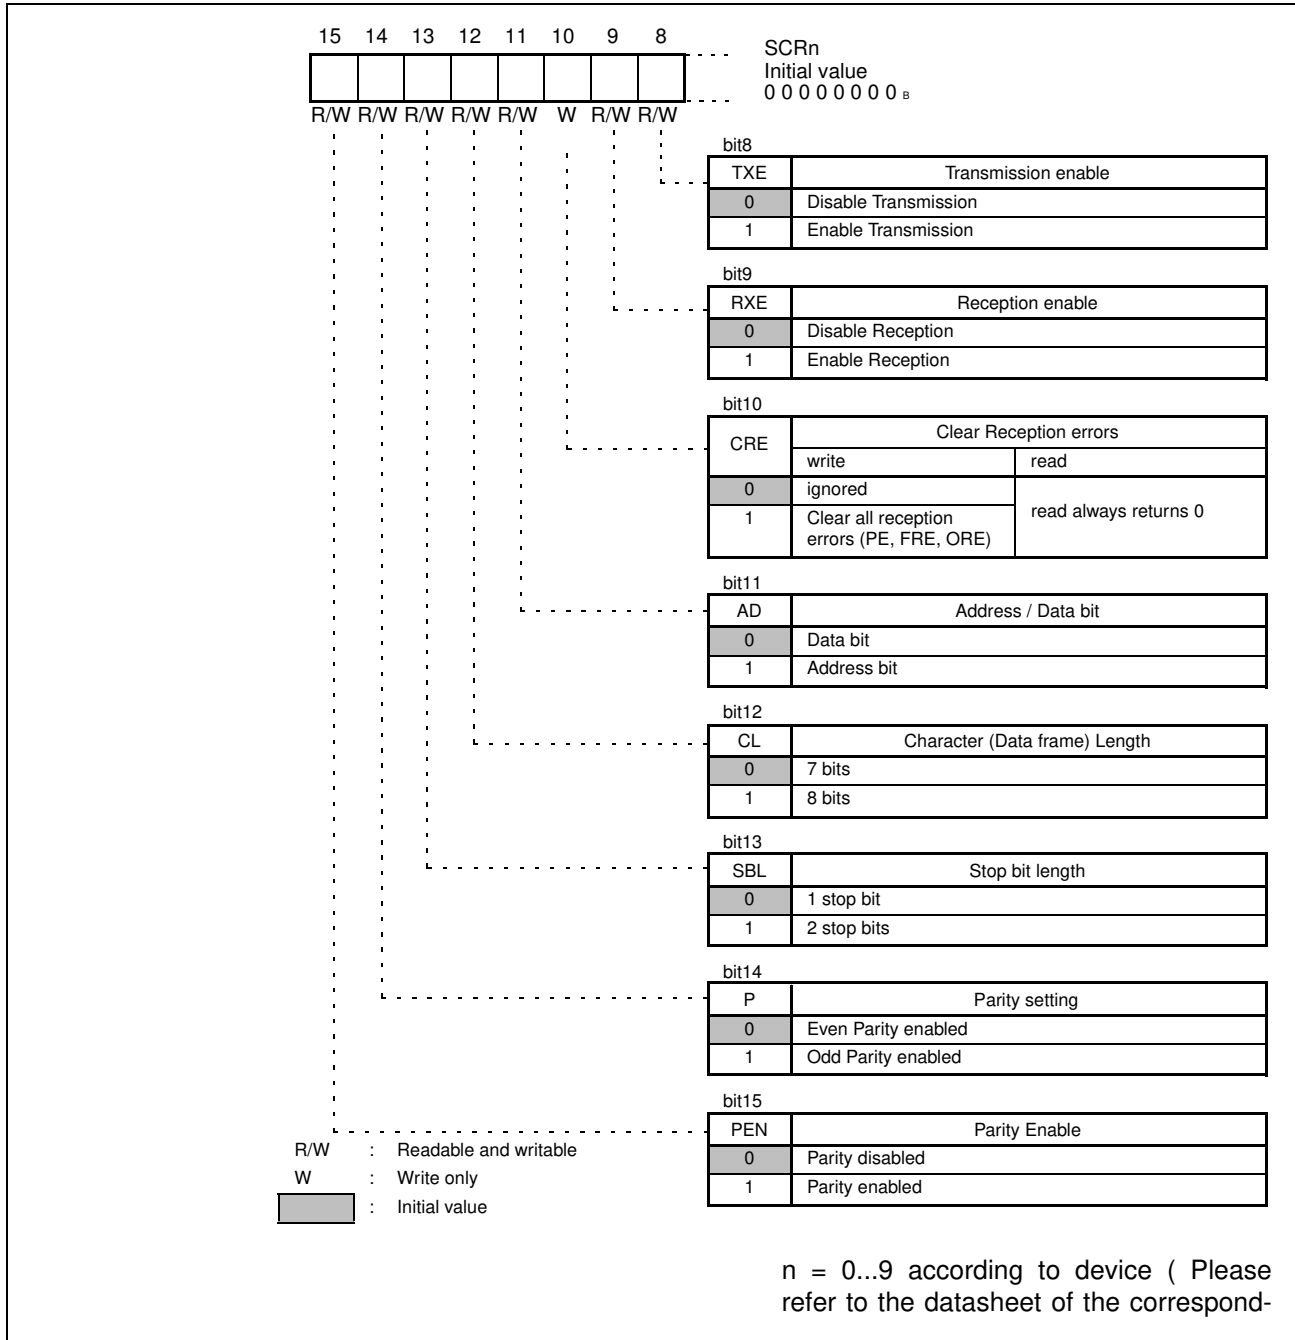 15 14 13 12 11 10 9 8
SCRn
Initial value
0 0 0 0 0 0 0 0 B
R/W R/W R/W R/W R/W W R/W R/W
bit8
TXE Transmission enable
0 Disable Transmission
1 Enable Transmission
bit9
RXE Reception enable
0 Disable Reception
1 Enable Reception
bit10
CRE Clear Reception errors
write read
0 ignored
read always returns 0
1 Clear all reception
errors (PE, FRE, ORE)
bit11
AD Address / Data bit
0 Data bit
1 Address bit
bit12
CL Character (Data frame) Length
0 7 bits
1 8 bits
bit13
SBL Stop bit length
0 1 stop bit
1 2 stop bits
bit14
P Parity setting
0 Even Parity enabled
1 Odd Parity enabled
bit15
PEN Parity Enable
0 Parity disabled
1 Parity enabled
R/W : Readable and writable
W : Write only
: Initial value
n = 0...9 according to device ( Please
refer to the datasheet of the correspond-